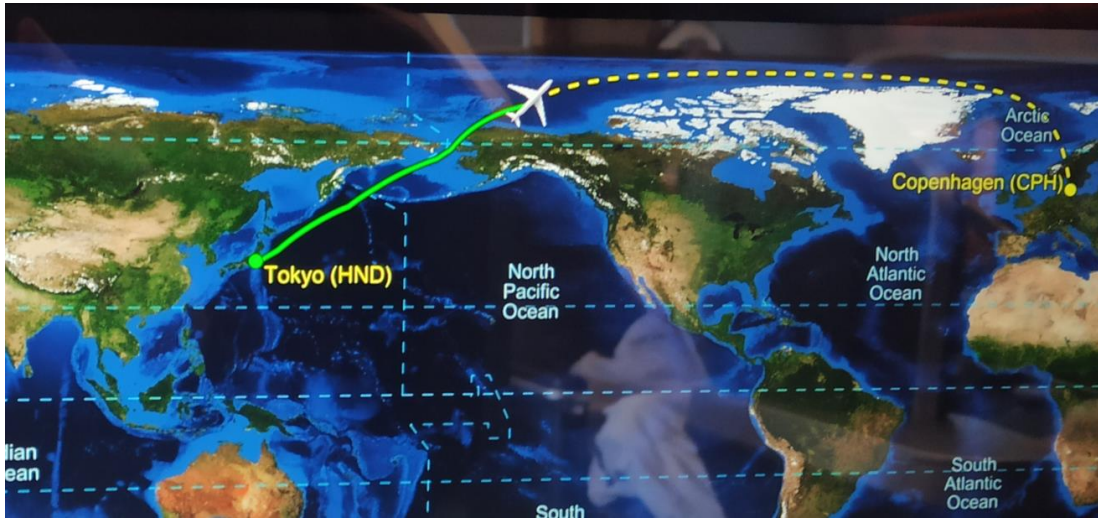 Arctic
Ocean
Copenhagen (CPH)
Tokyo (HND)
North
Pacific
Ocean
North
Atlantic
Ocean
dian
ean
South
Atlantic
Ocean
South